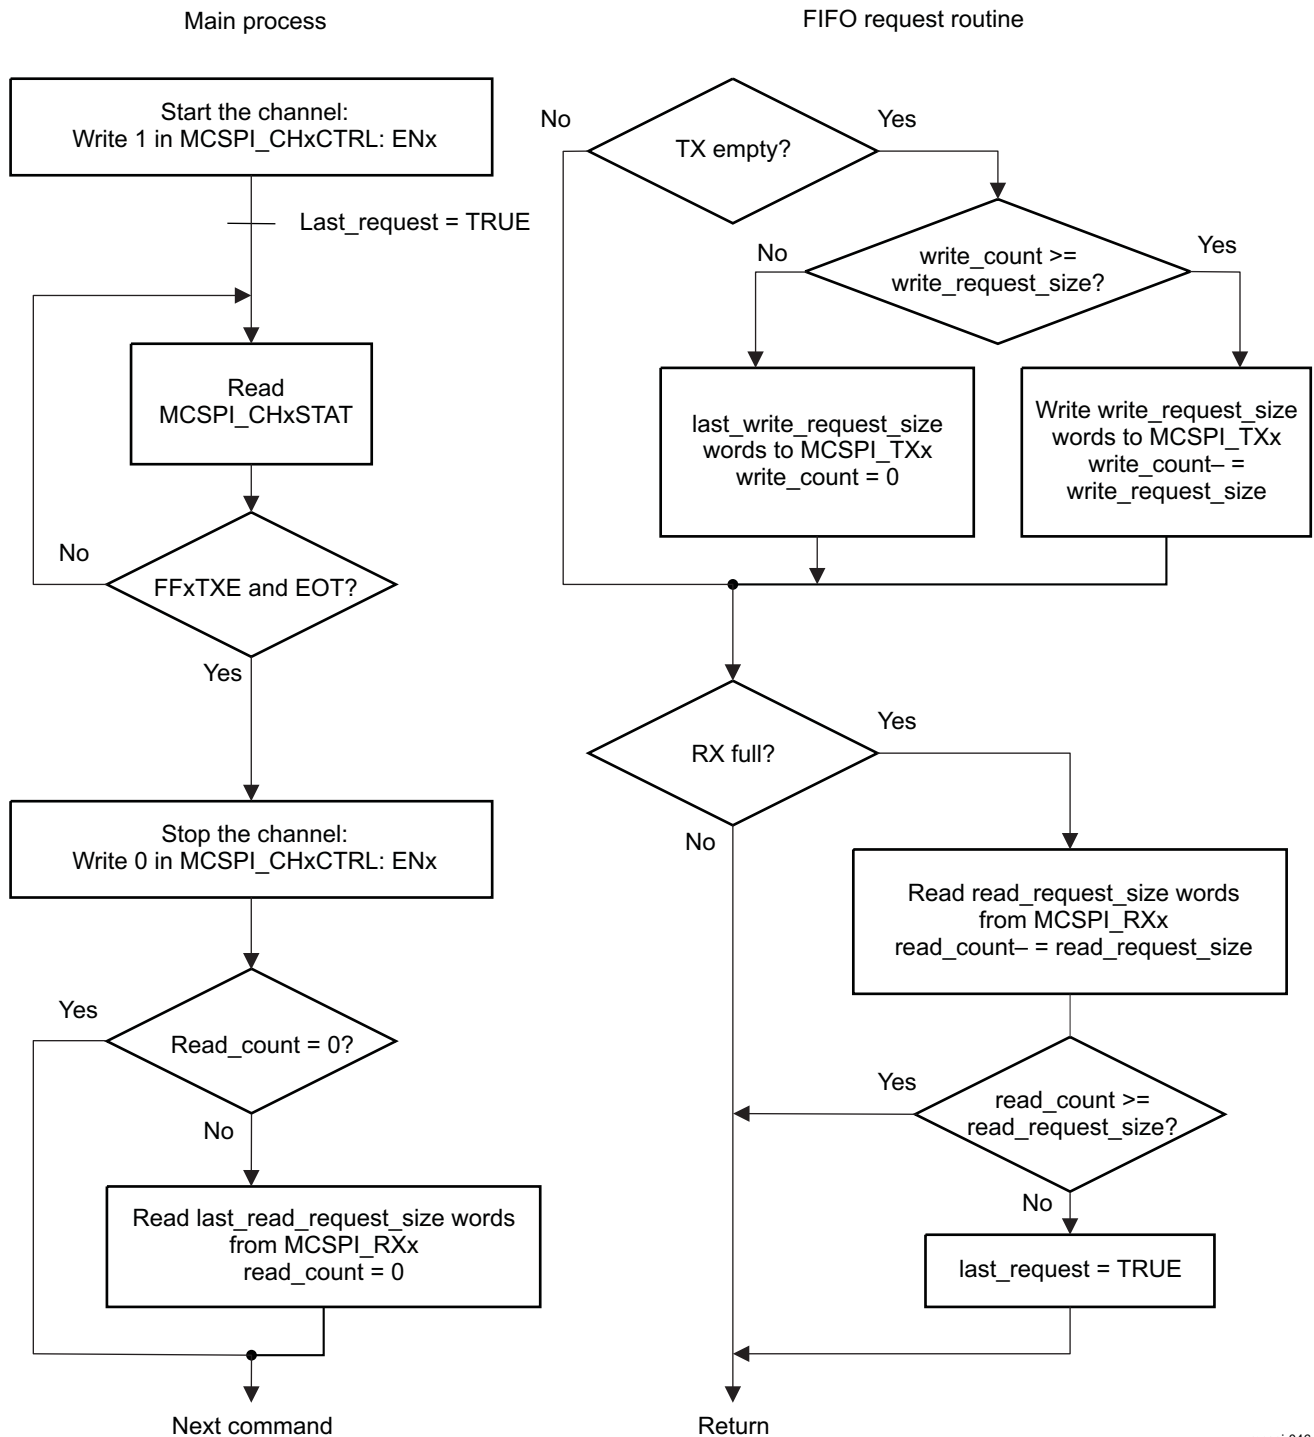 Main process
FIFO request routine
Start the channel:
Write 1 in MCSPI_CHxCTRL: ENx
Last_request = TRUE
Read
MCSPI_CHxSTAT
FFxTXE and EOT?
No
Yes
Stop the channel:
Write 0 in MCSPI_CHxCTRL: ENx
Read_count = 0?
Yes
No
Read last_read_request_size words
from MCSPI_RXx
read_count = 0
Next command
TX empty?
No
Yes
write_count >=
write_request_size?
No
Yes
last_write_request_size
words to MCSPI_TXx
write_count = 0
Write write_request_size
words to MCSPI_TXx
write_count– =
write_request_size
RX full?
Yes
No
Read read_request_size words
from MCSPI_RXx
read_count– = read_request_size
read_count >=
read_request_size?
Yes
No
last_request = TRUE
Return